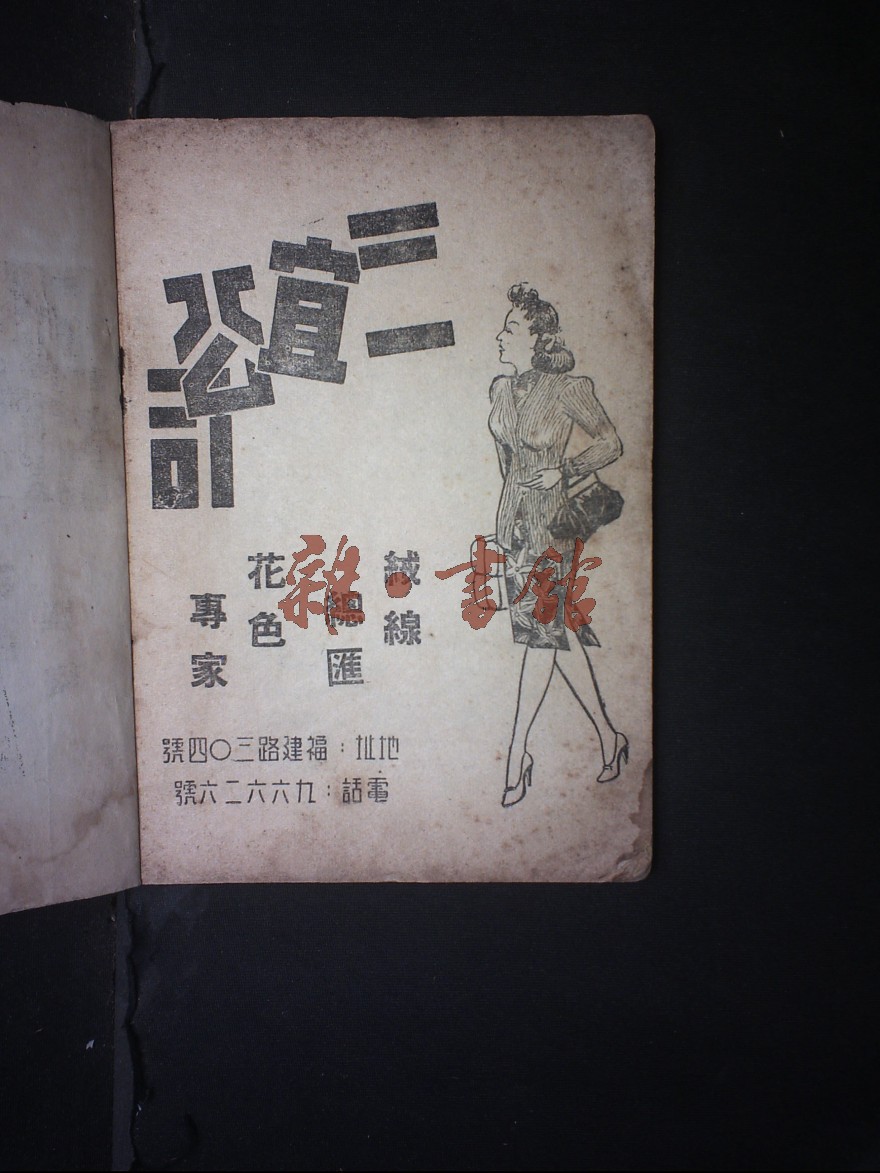 三宜公司
絨線
總匯
花色
專家
地址：福建路三〇四號
電話：九六六二六號
雜·書館